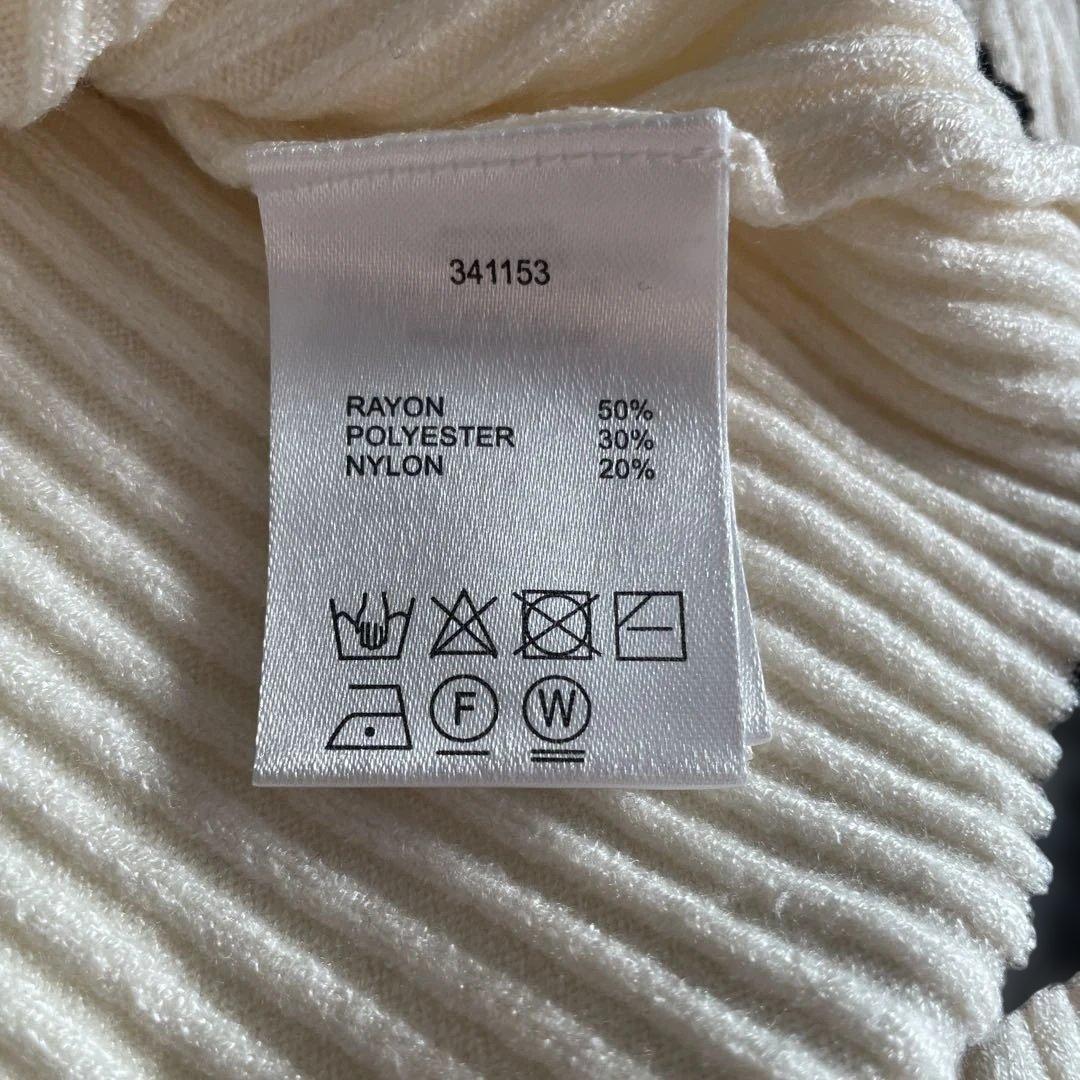 341153
RAYON 50%
POLYESTER 30%
NYLON 20%
F W